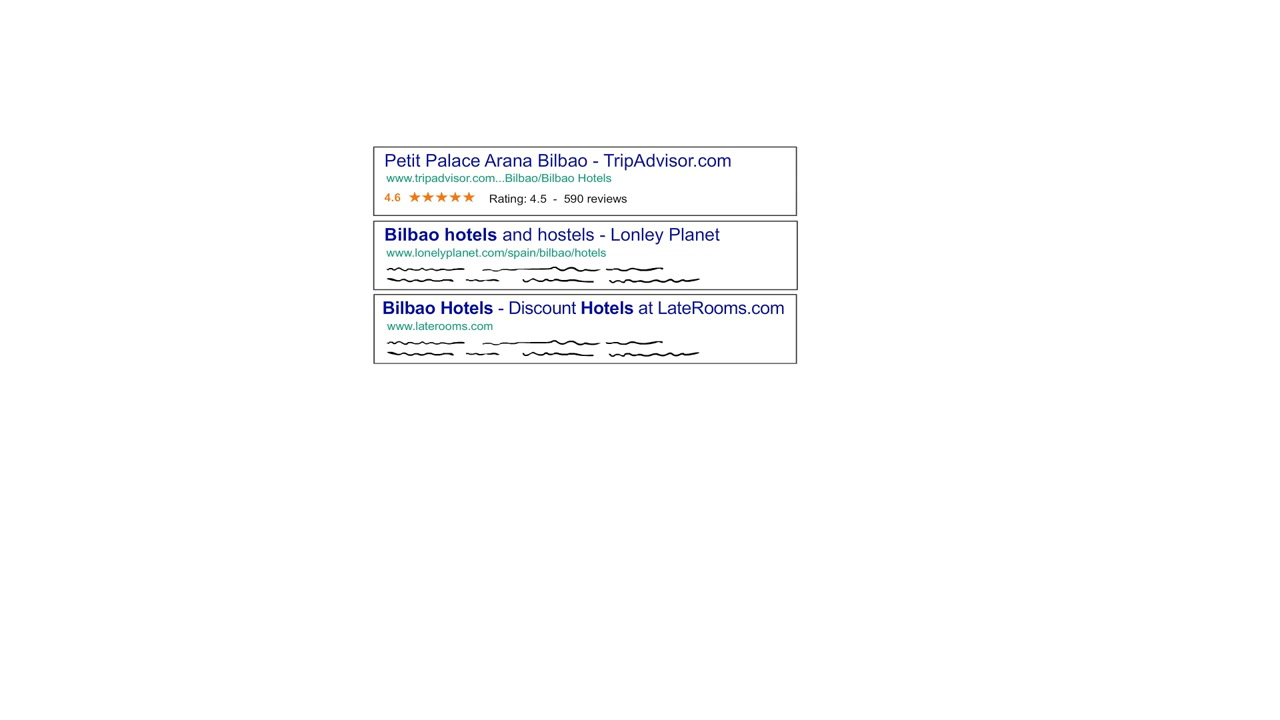 Petit Palace Arana Bilbao - TripAdvisor.com
www.tripadvisor.com...Bilbao/Bilbao Hotels
4.6 ★★★★★ Rating: 4.5 - 590 reviews
Bilbao hotels and hostels - Lonley Planet
www.lonelyplanet.com/spain/bilbao/hotels
Bilbao Hotels - Discount Hotels at LateRooms.com
www.laterooms.com